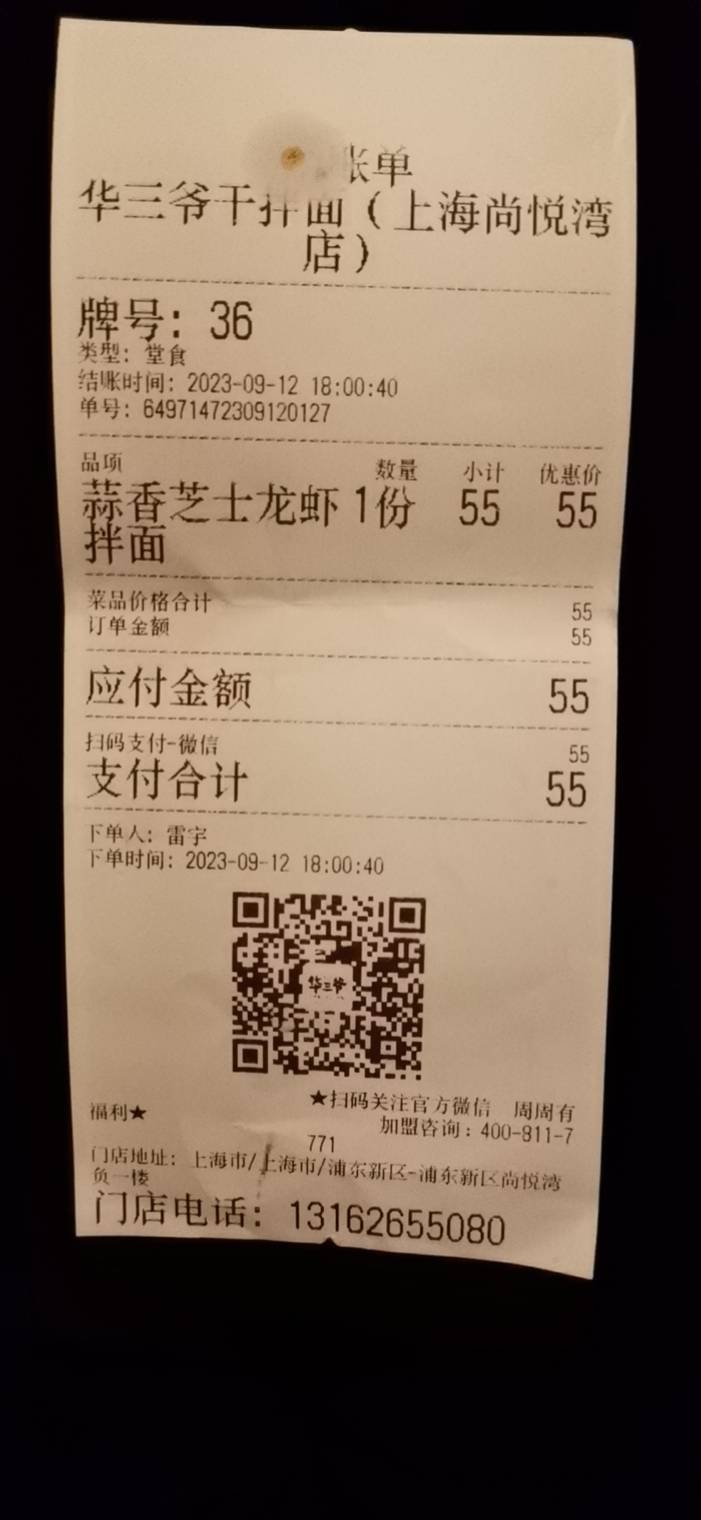 账单
华三爷干拌面（上海尚悦湾
店）
牌号：36
类型：堂食
结账时间：2023-09-12 18:00:40
单号：64971472309120127
品项 数量 小计 优惠价
蒜香芝士龙虾 1份 55 55
拌面
菜品价格合计 55
订单金额 55
应付金额 55
扫码支付-微信 55
支付合计 55
下单人：雷宇
下单时间：2023-09-12 18:00:40
华三爷
★扫码关注官方微信 周周有
福利★
加盟咨询：400-811-7
771
门店地址：上海市/上海市/浦东新区-浦东新区尚悦湾
负一楼
门店电话：13162655080